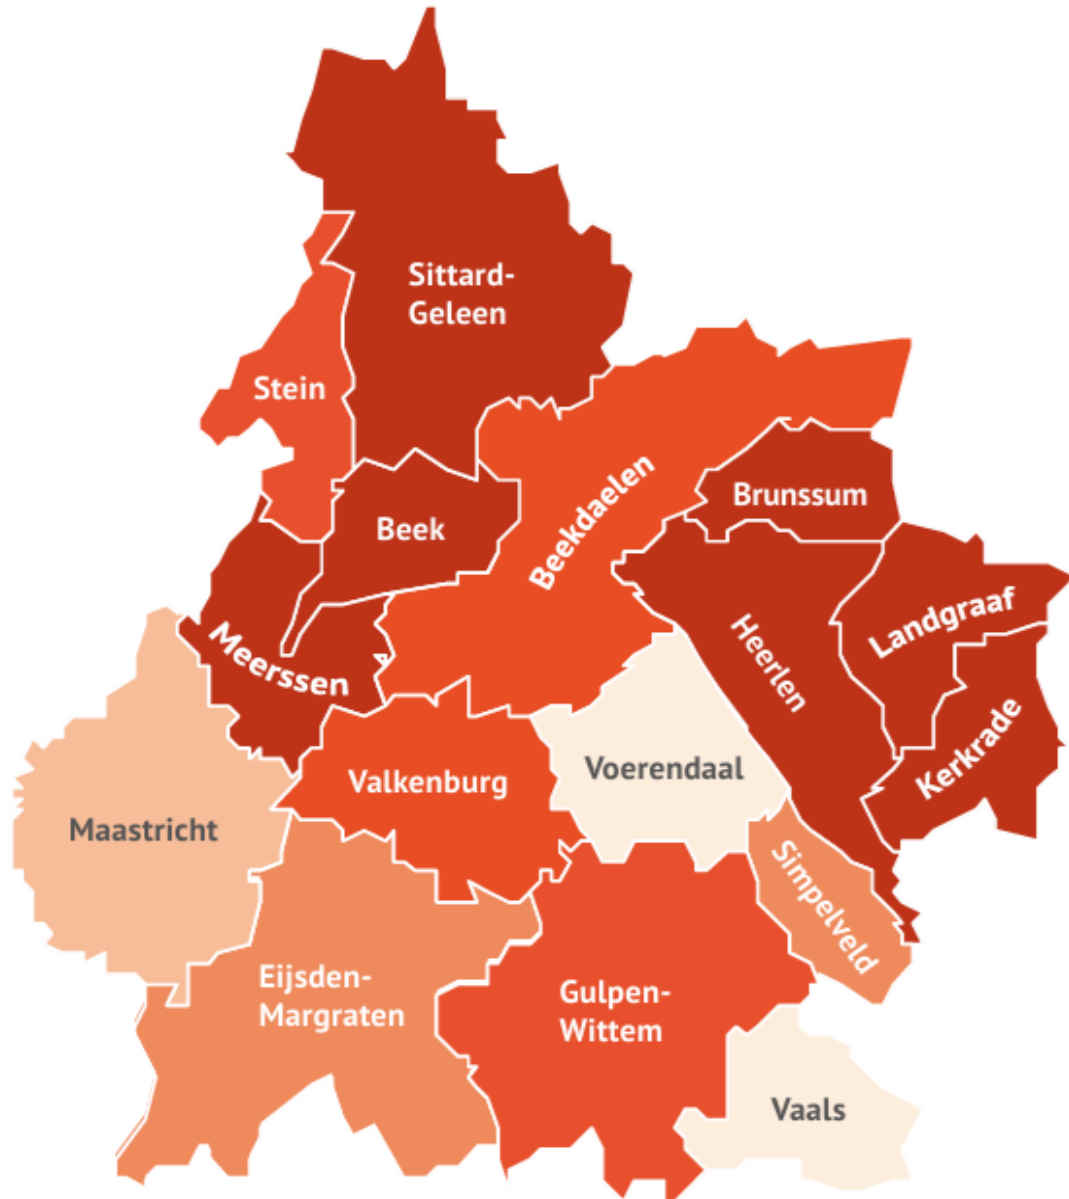 Sittard-
Geleen
Stein
Beek
Beekdaelen
Brunssum
Meerssen
Heerlen
Landgraaf
Kerkrade
Valkenburg
Voerendaal
Maastricht
Simpelveld
Eijsden-
Margraten
Gulpen-
Wittem
Vaals